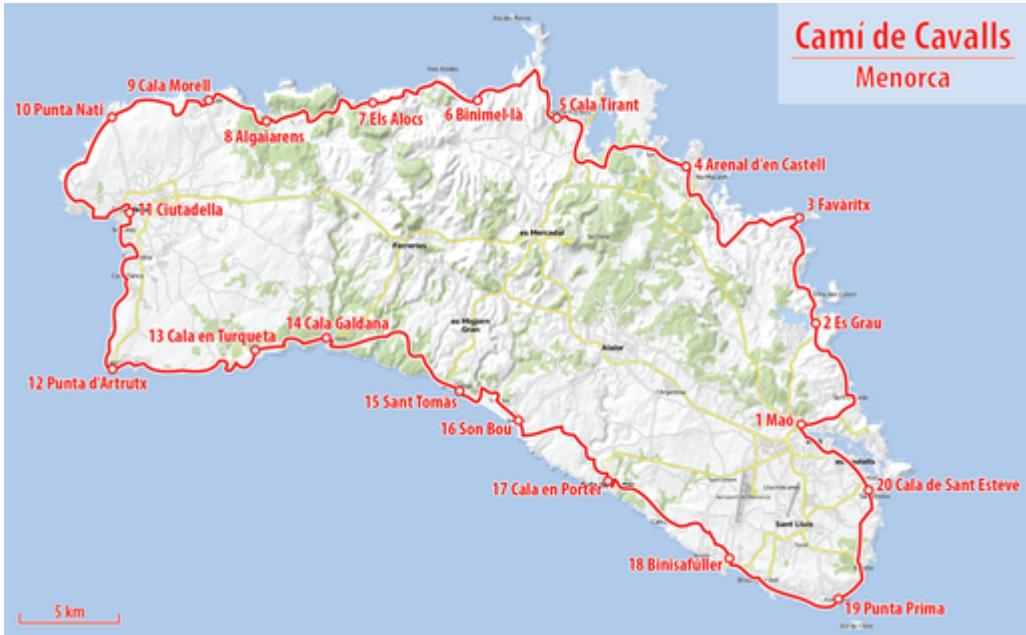 Camí de Cavalls
Menorca
9 Cala Morell
10 Punta Nati
8 Algaiarens
7 Els Alocs
6 Binimel·là
5 Cala Tirant
4 Arenal d'en Castell
3 Favàritx
11 Ciutadella
es Mercadal
Ferreries
2 Es Grau
es Migjorn
Gran
14 Cala Galdana
13 Cala en Turqueta
Alaior
12 Punta d'Artrutx
15 Sant Tomàs
16 Son Bou
1 Maó
17 Cala en Porter
20 Cala de Sant Esteve
Sant Lluís
18 Binisafúller
19 Punta Prima
5 km